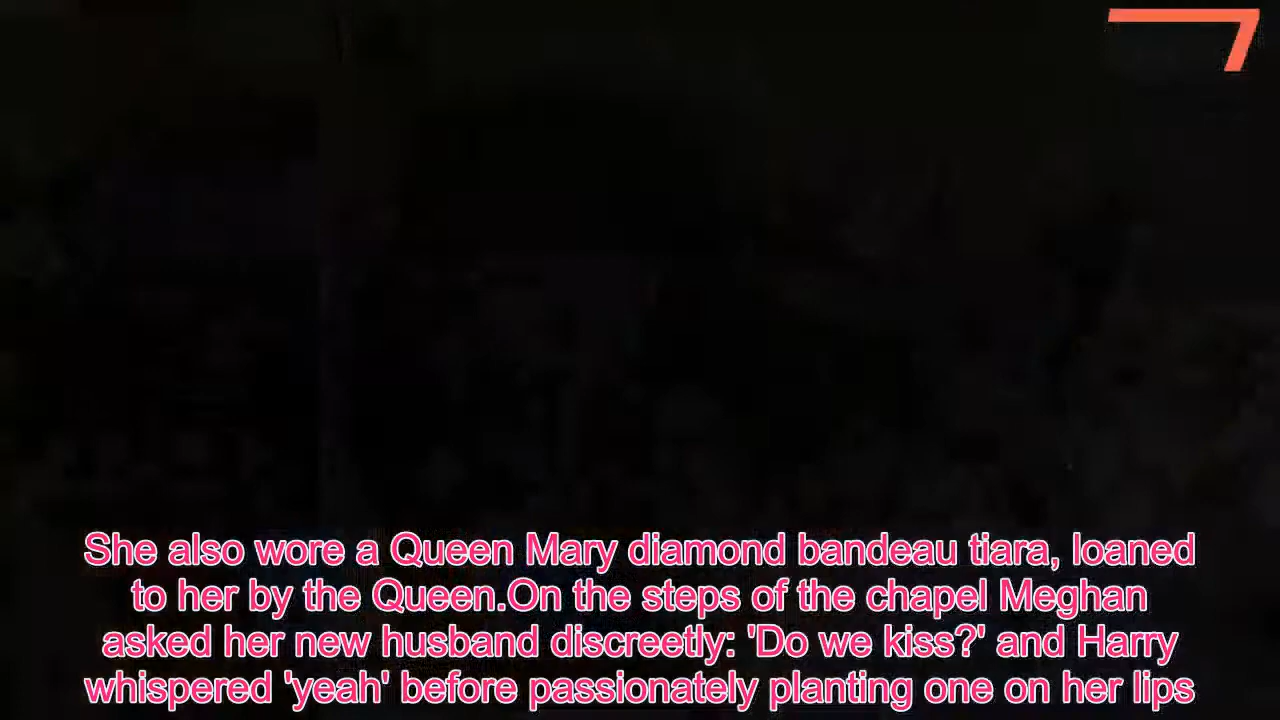 She also wore a Queen Mary diamond bandeau tiara, loaned
to her by the Queen.On the steps of the chapel Meghan
asked her new husband discreetly: 'Do we kiss?' and Harry
whispered 'yeah' before passionately planting one on her lips